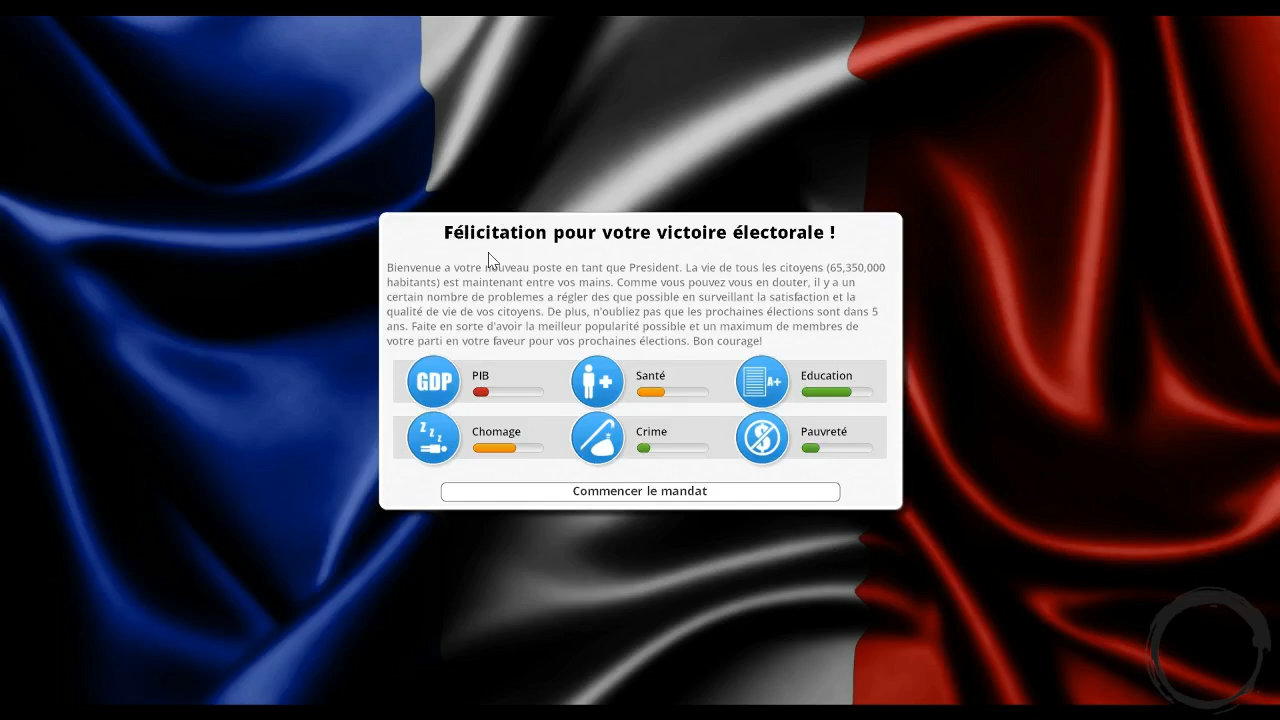 Félicitation pour votre victoire électorale !
Bienvenue a votre nouveau poste en tant que President. La vie de tous les citoyens (65,350,000
habitants) est maintenant entre vos mains. Comme vous pouvez vous en douter, il y a un
certain nombre de problemes a régler des que possible en surveillant la satisfaction et la
qualité de vie de vos citoyens. De plus, n'oubliez pas que les prochaines élections sont dans 5
ans. Faite en sorte d'avoir la meilleur popularité possible et un maximum de membres de
votre parti en votre faveur pour vos prochaines élections. Bon courage!
GDP PIB Santé A+ Education
z z z Chomage Crime $ Pauvreté
Commencer le mandat